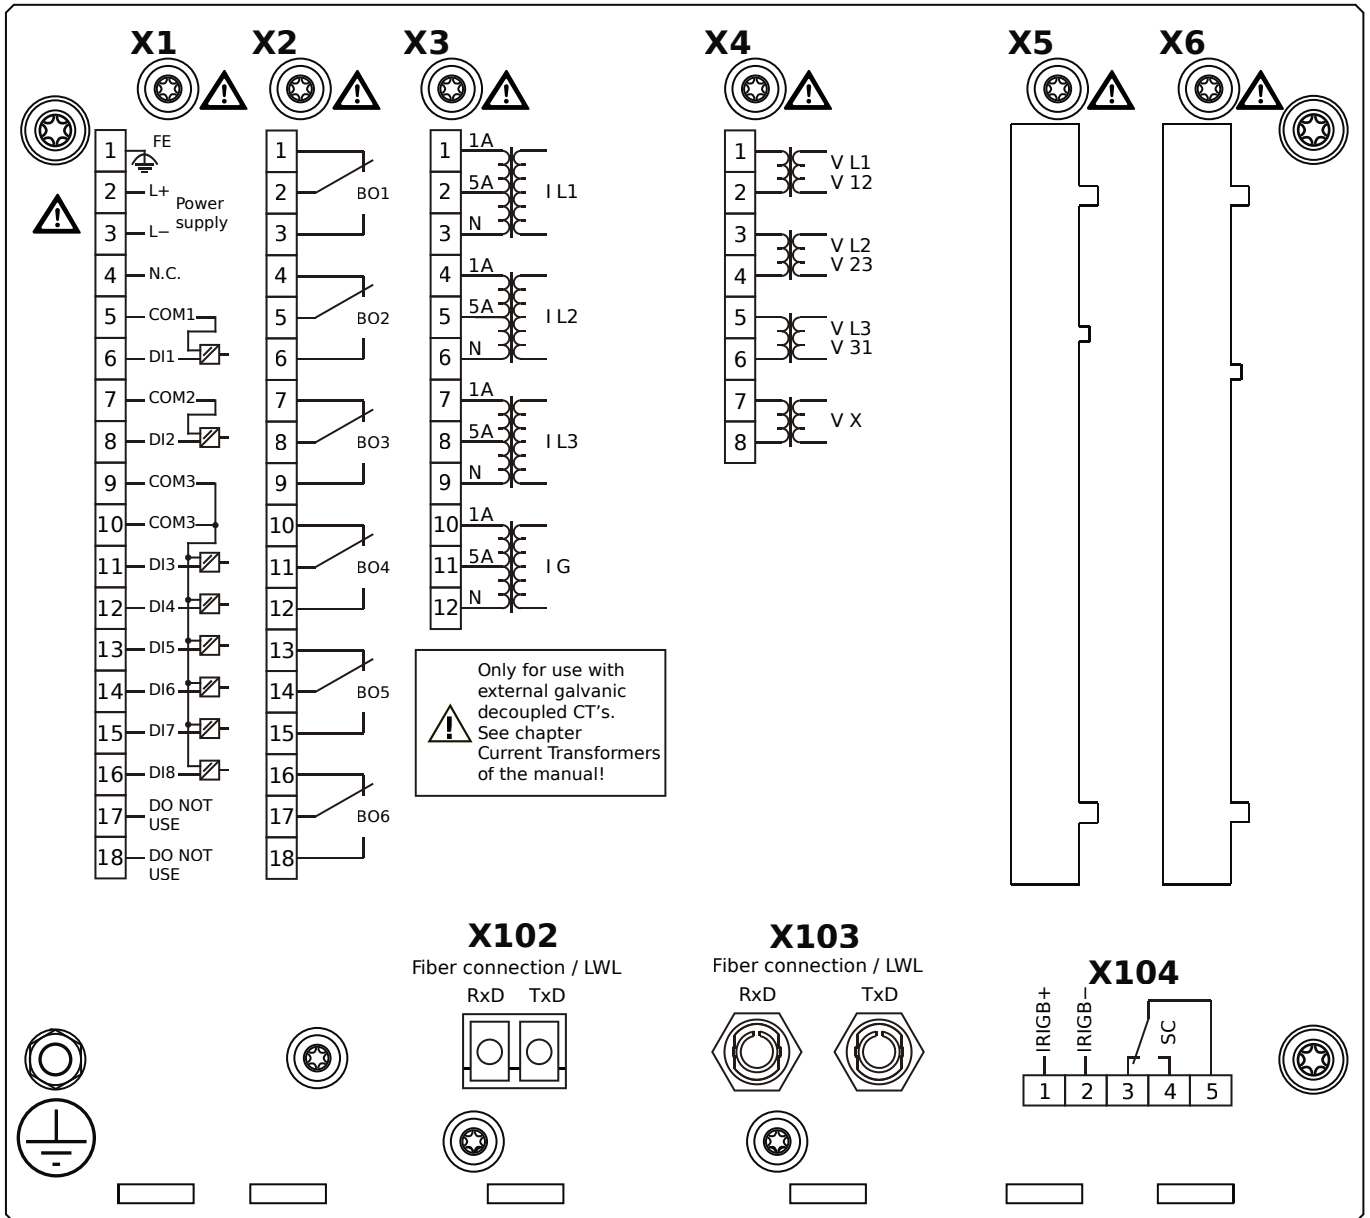 X1
X2
X3
X4
X5
X6
1 FE
2 L+
Power
supply
3 L−
4 N.C.
5 COM1
6 DI1
7 COM2
8 DI2
9 COM3
10 COM3
11 DI3
12 DI4
13 DI5
14 DI6
15 DI7
16 DI8
17 DO NOT
USE
18 DO NOT
USE
1
2 BO1
3
4
5 BO2
6
7
8 BO3
9
10
11 BO4
12
13
14 BO5
15
16
17 BO6
18
1 1A
2 5A I L1
3 N
4 1A
5 5A I L2
6 N
7 1A
8 5A I L3
9 N
10 1A
11 5A I G
12 N
Only for use with
external galvanic
decoupled CT's.
See chapter
Current Transformers
of the manual!
1 V L1
2 V 12
3 V L2
4 V 23
5 V L3
6 V 31
7 V X
8
X102
Fiber connection / LWL
RxD TxD
X103
Fiber connection / LWL
RxD TxD
X104
IRIGB+
IRIGB−
SC
1 2 3 4 5